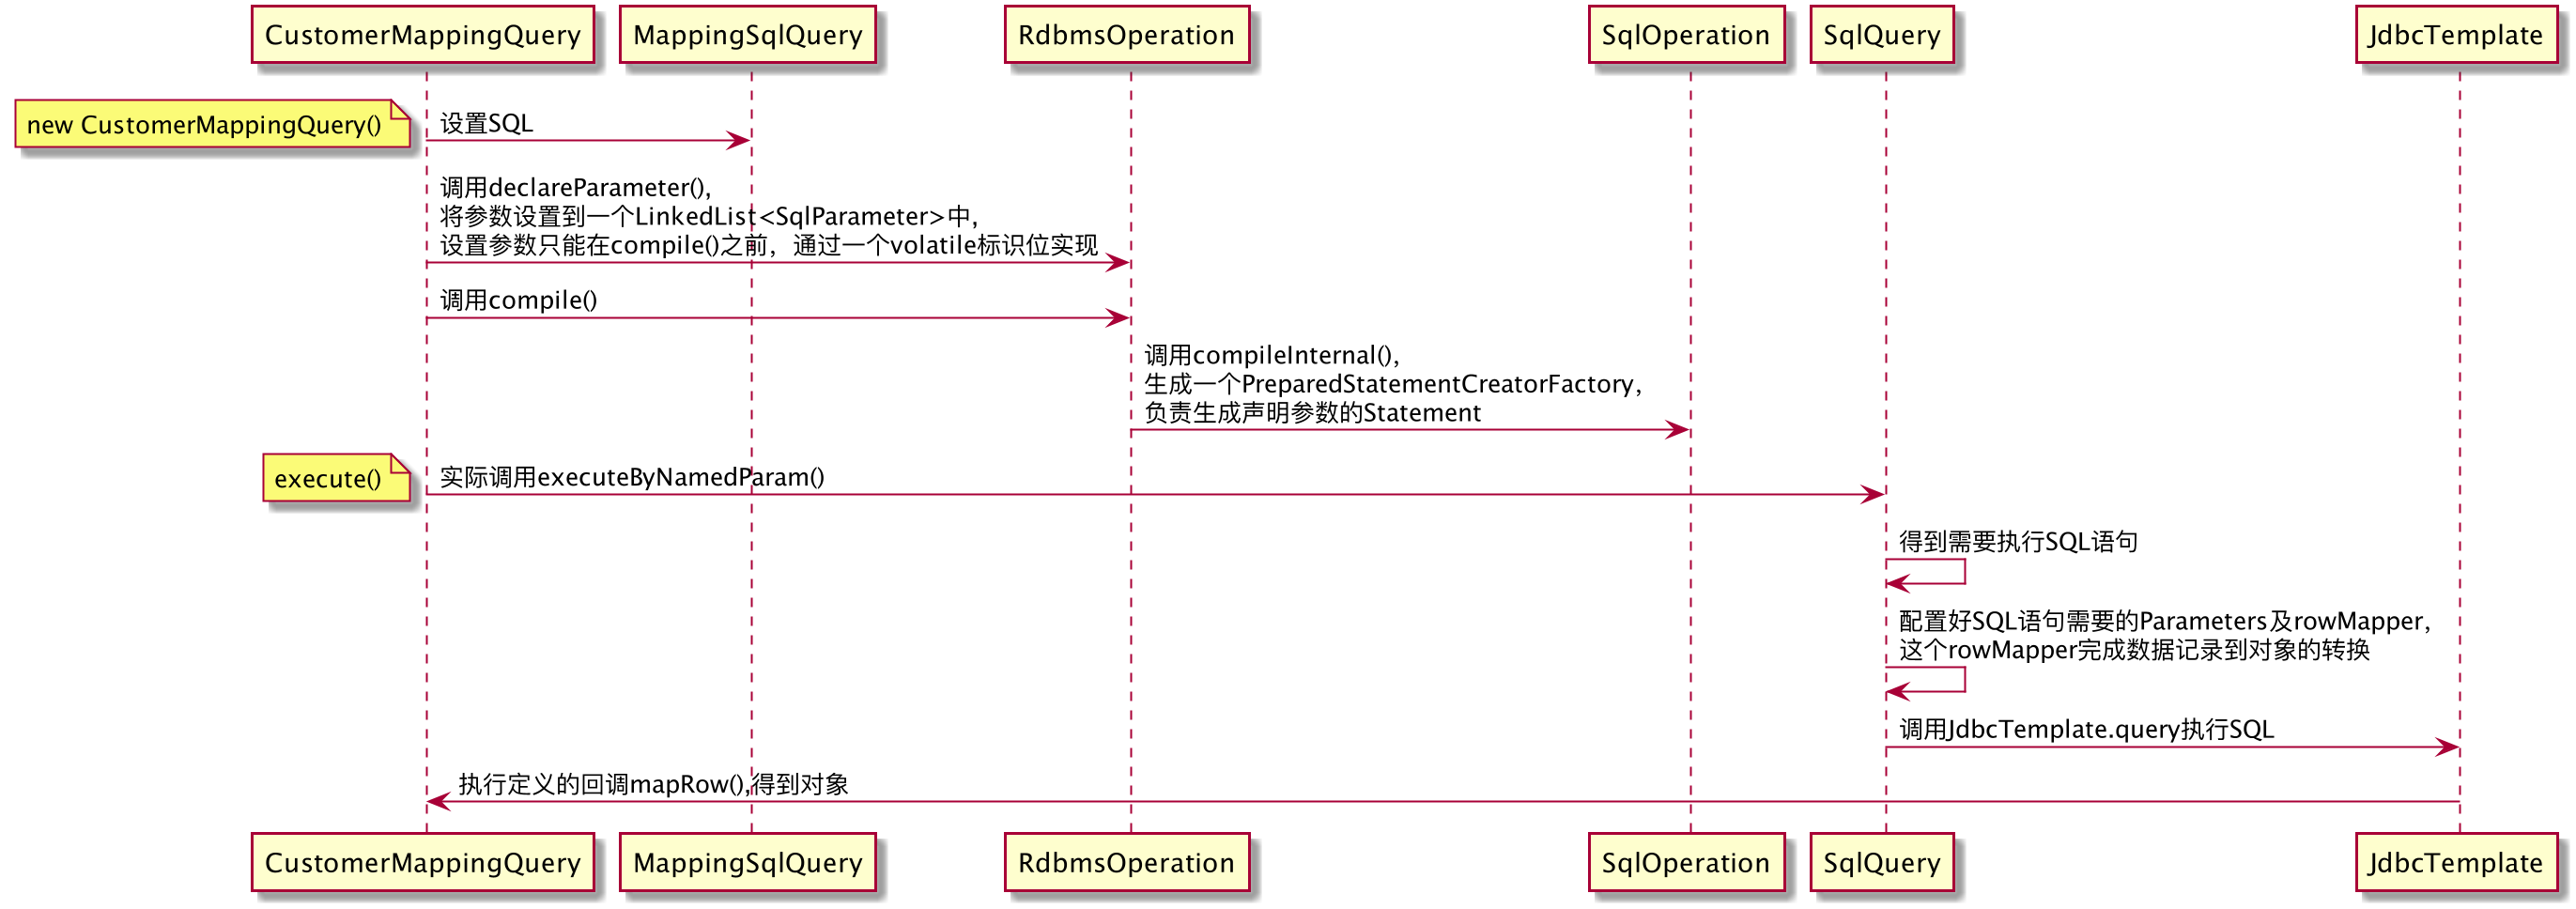 CustomerMappingQuery
MappingSqlQuery
RdbmsOperation
SqlOperation
SqlQuery
JdbcTemplate
new CustomerMappingQuery()
设置SQL
调用declareParameter(),
将参数设置到一个LinkedList<SqlParameter>中,
设置参数只能在compile()之前，通过一个volatile标识位实现
调用compile()
调用compileInternal(),
生成一个PreparedStatementCreatorFactory,
负责生成声明参数的Statement
execute()
实际调用executeByNamedParam()
得到需要执行SQL语句
配置好SQL语句需要的Parameters及rowMapper,
这个rowMapper完成数据记录到对象的转换
调用JdbcTemplate.query执行SQL
执行定义的回调mapRow(),得到对象
CustomerMappingQuery
MappingSqlQuery
RdbmsOperation
SqlOperation
SqlQuery
JdbcTemplate